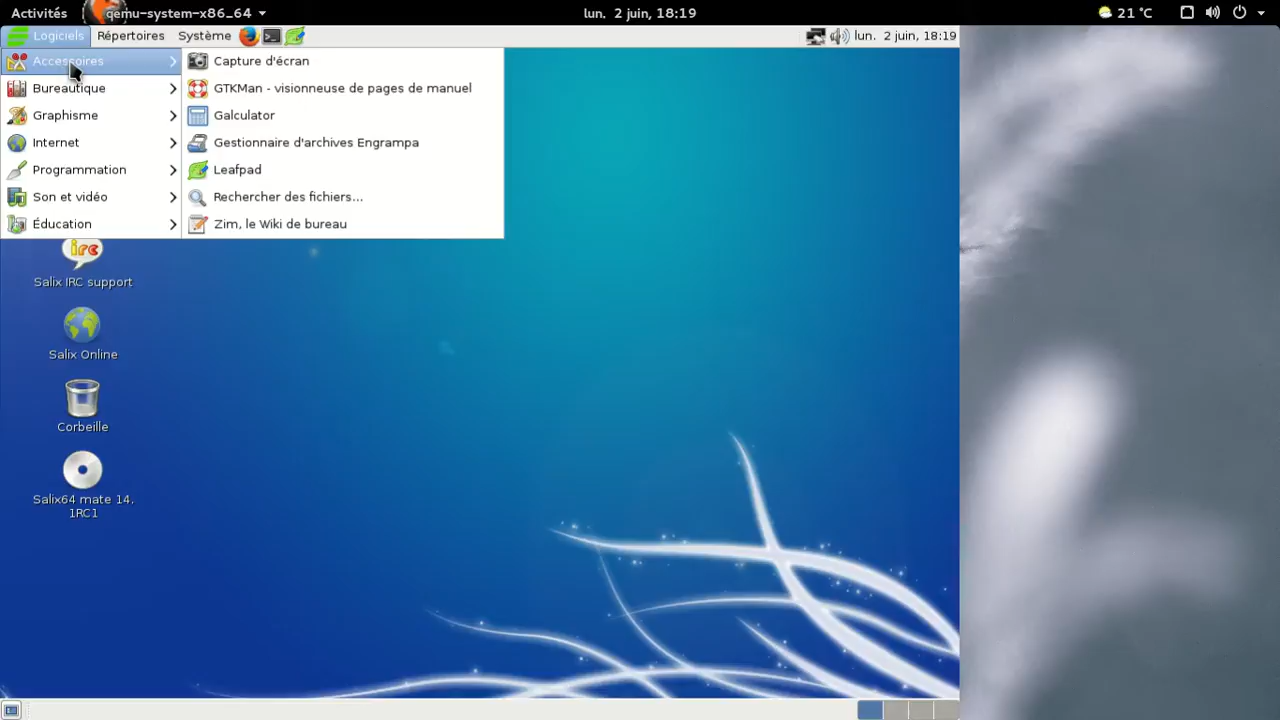 Activités qemu-system-x86_64 lun. 2 juin, 18:19 21 °C
Logiciels Répertoires Système lun. 2 juin, 18:19
Accessoires
Bureautique
Graphisme
Internet
Programmation
Son et vidéo
Éducation
Capture d'écran
GTKMan - visionneuse de pages de manuel
Galculator
Gestionnaire d'archives Engrampa
Leafpad
Rechercher des fichiers...
Zim, le Wiki de bureau
irc
Salix IRC support
Salix Online
Corbeille
Salix64 mate 14.
1RC1